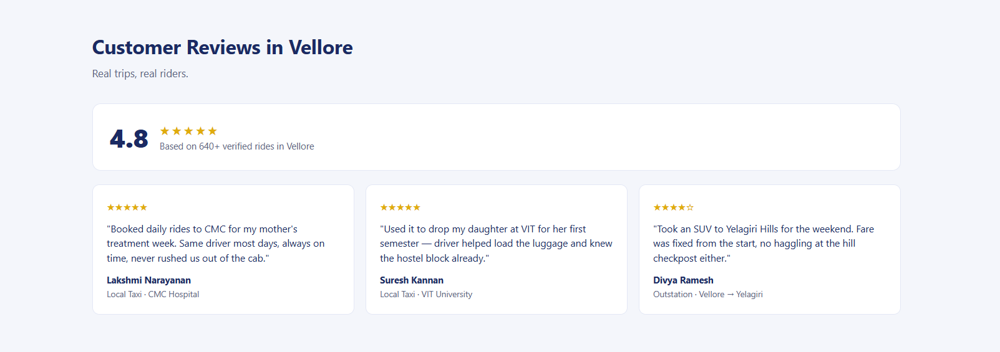 Customer Reviews in Vellore
Real trips, real riders.
4.8
★★★★★
Based on 640+ verified rides in Vellore
★★★★★
"Booked daily rides to CMC for my mother's
treatment week. Same driver most days, always on
time, never rushed us out of the cab."
Lakshmi Narayanan
Local Taxi · CMC Hospital
★★★★★
"Used it to drop my daughter at VIT for her first
semester — driver helped load the luggage and knew
the hostel block already."
Suresh Kannan
Local Taxi · VIT University
★★★★☆
"Took an SUV to Yelagiri Hills for the weekend. Fare
was fixed from the start, no haggling at the hill
checkpost either."
Divya Ramesh
Outstation · Vellore → Yelagiri